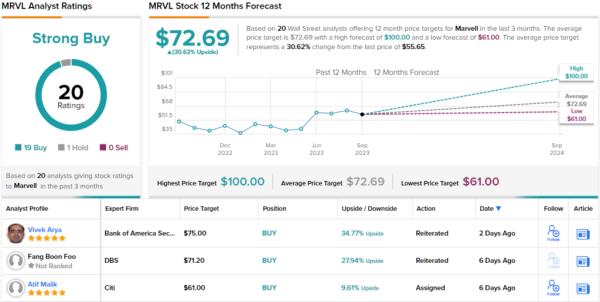 MRVL Analyst Ratings
Strong Buy
20
Ratings
19 Buy
1 Hold
0 Sell
Based on 20 analysts giving stock ratings
to Marvell in the past 3 months
MRVL Stock 12 Months Forecast
$72.69
▲(30.62% Upside)
Based on 20 Wall Street analysts offering 12 month price targets for Marvell in the last 3 months. The average
price target is $72.69 with a high forecast of $100.00 and a low forecast of $61.00. The average price target
represents a 30.62% change from the last price of $55.65.
Past 12 Months
12 Months Forecast
$101
$84.5
$68
$51.5
$35
Dec
2022
Mar
2023
Jun
2023
Sep
2023
Sep
2024
High
$100.00
Average
$72.69
Low
$61.00
Highest Price Target $100.00
Average Price Target $72.69
Lowest Price Target $61.00
Analyst Profile Expert Firm Price Target Position Upside / Downside Action Date ▼ Follow Article
Vivek Arya
Bank of America Sec... $75.00 BUY 34.77% Upside Reiterated 2 Days Ago
Follow
Fang Boon Foo
Not Ranked
DBS $71.20 BUY 27.94% Upside Reiterated 6 Days Ago
Follow
Atif Malik
Citi $61.00 BUY 9.61% Upside Assigned 6 Days Ago
Follow